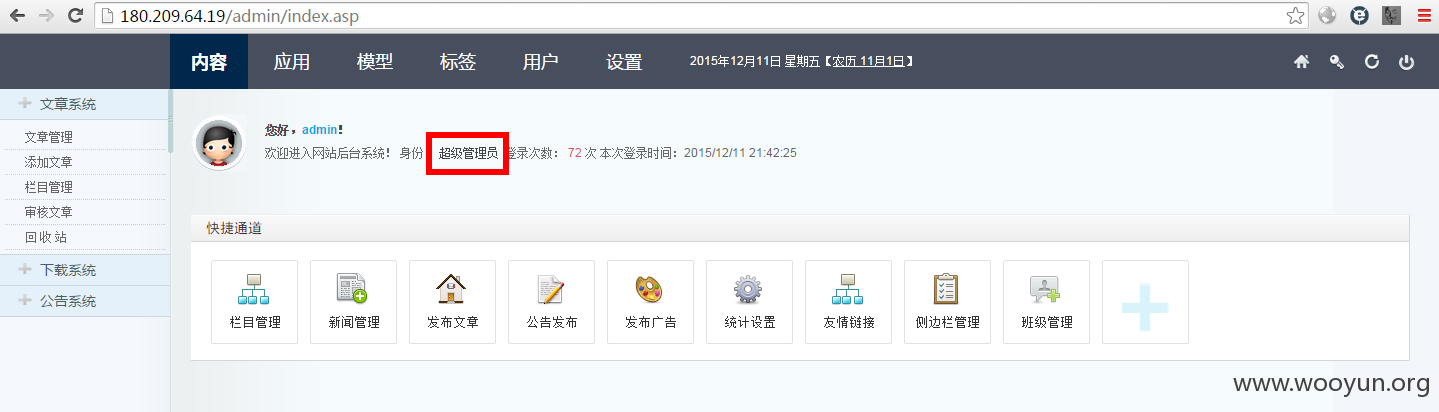 180.209.64.19/admin/index.asp
内容 应用 模型 标签 用户 设置 2015年12月11日 星期五【农历 11月1日】
文章系统
文章管理
添加文章
栏目管理
审核文章
回 收 站
下载系统
公告系统
您好，admin！
欢迎进入网站后台系统！ 身份 超级管理员 登录次数： 72 次 本次登录时间：2015/12/11 21:42:25
快捷通道
栏目管理 新闻管理 发布文章 公告发布 发布广告 统计设置 友情链接 侧边栏管理 班级管理
www.wooyun.org